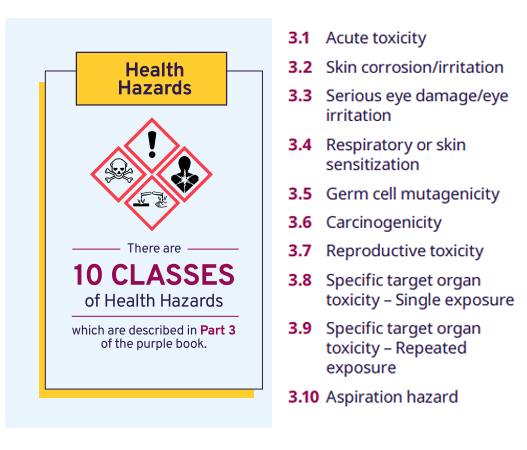 Health
Hazards
There are
10 CLASSES
of Health Hazards
which are described in Part 3
of the purple book.
3.1 Acute toxicity
3.2 Skin corrosion/irritation
3.3 Serious eye damage/eye
irritation
3.4 Respiratory or skin
sensitization
3.5 Germ cell mutagenicity
3.6 Carcinogenicity
3.7 Reproductive toxicity
3.8 Specific target organ
toxicity – Single exposure
3.9 Specific target organ
toxicity – Repeated
exposure
3.10 Aspiration hazard